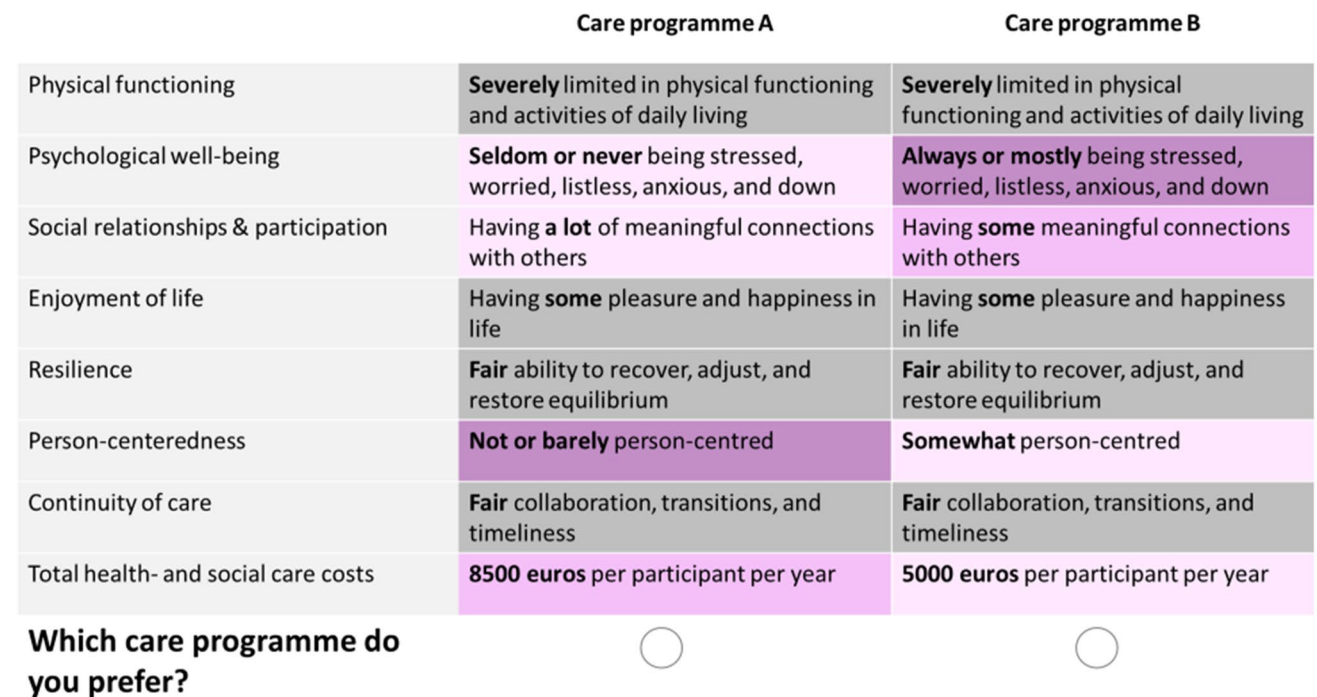 Care programme A
Care programme B
Physical functioning
Severely limited in physical functioning
and activities of daily living
Severely limited in physical
functioning and activities of daily living
Psychological well-being
Seldom or never being stressed,
worried, listless, anxious, and down
Always or mostly being stressed,
worried, listless, anxious, and down
Social relationships & participation
Having a lot of meaningful connections
with others
Having some meaningful connections
with others
Enjoyment of life
Having some pleasure and happiness in
life
Having some pleasure and happiness
in life
Resilience
Fair ability to recover, adjust, and
restore equilibrium
Fair ability to recover, adjust, and
restore equilibrium
Person-centeredness
Not or barely person-centred
Somewhat person-centred
Continuity of care
Fair collaboration, transitions, and
timeliness
Fair collaboration, transitions, and
timeliness
Total health- and social care costs
8500 euros per participant per year
5000 euros per participant per year
Which care programme do
you prefer?